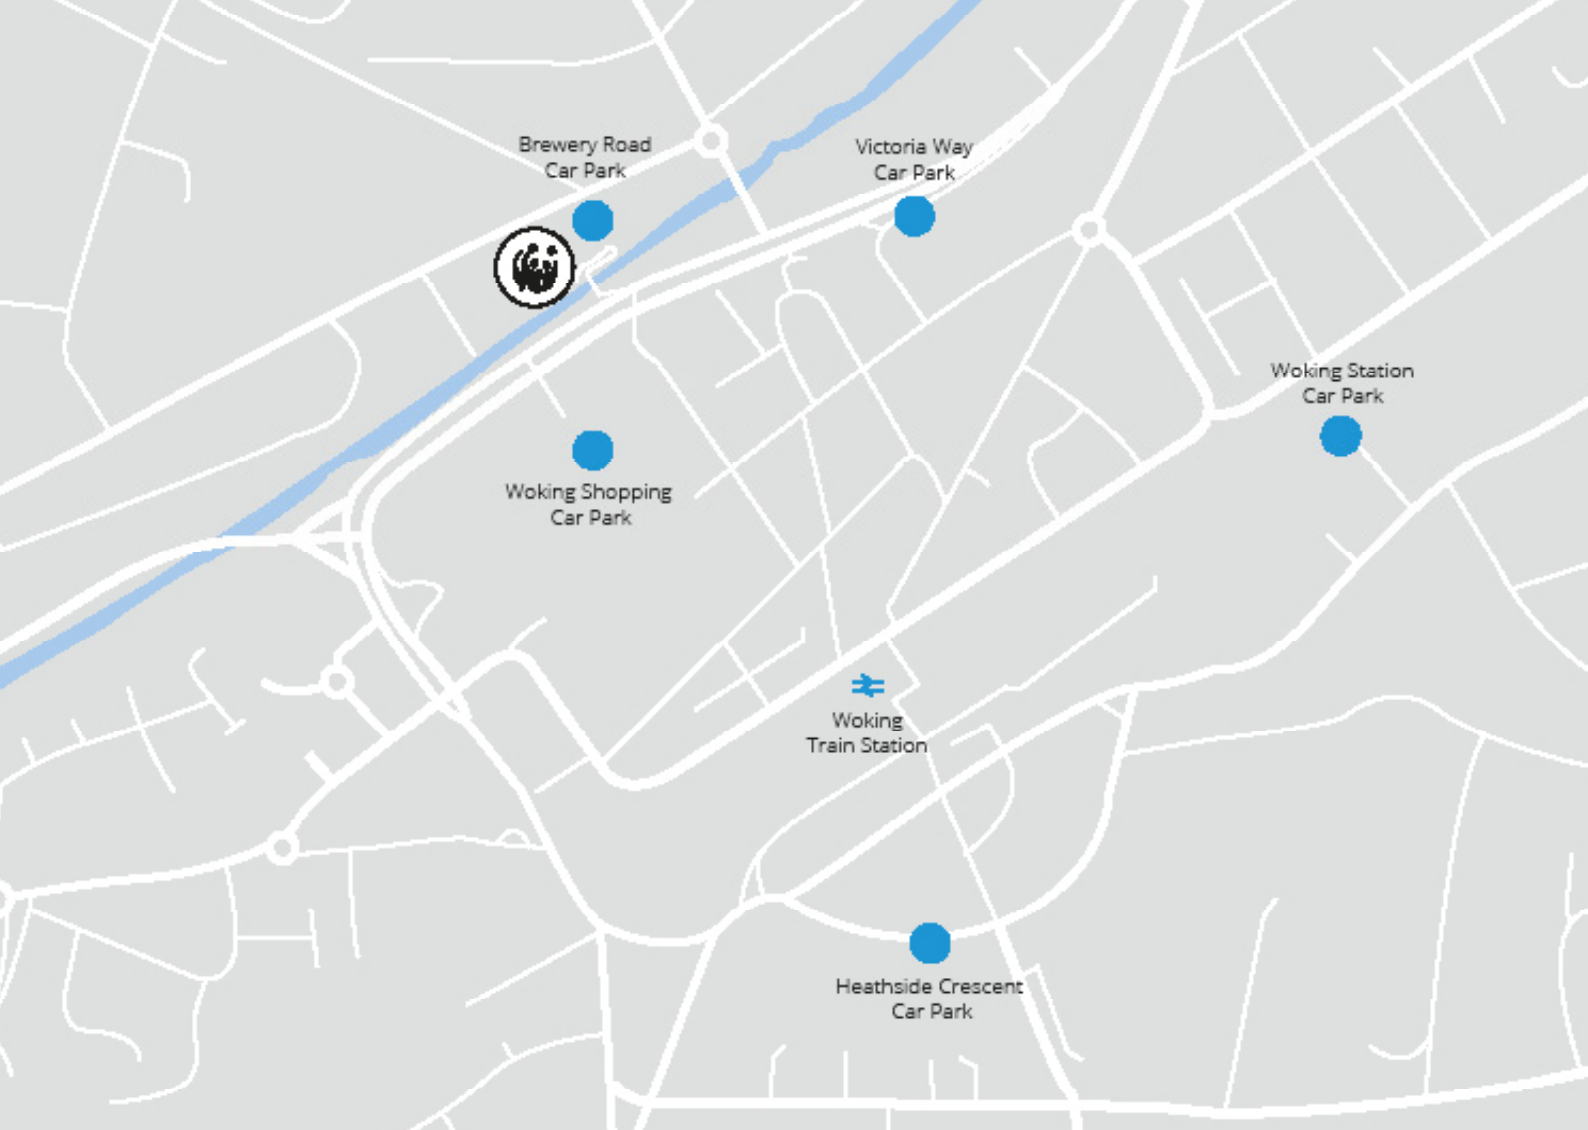 Brewery Road
Car Park
Victoria Way
Car Park
Woking Station
Car Park
Woking Shopping
Car Park
Woking
Train Station
Heathside Crescent
Car Park